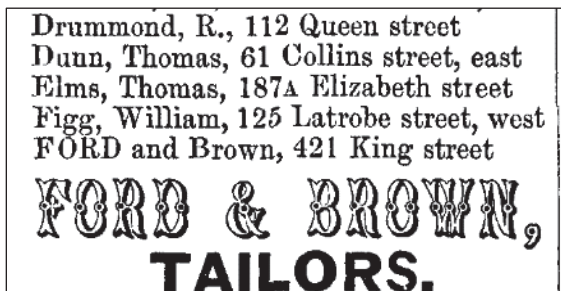 Drummond, R., 112 Queen street
Dunn, Thomas, 61 Collins street, east
Elms, Thomas, 187A Elizabeth street
Figg, William, 125 Latrobe street, west
FORD and Brown, 421 King street
FORD & BROWN,
TAILORS.